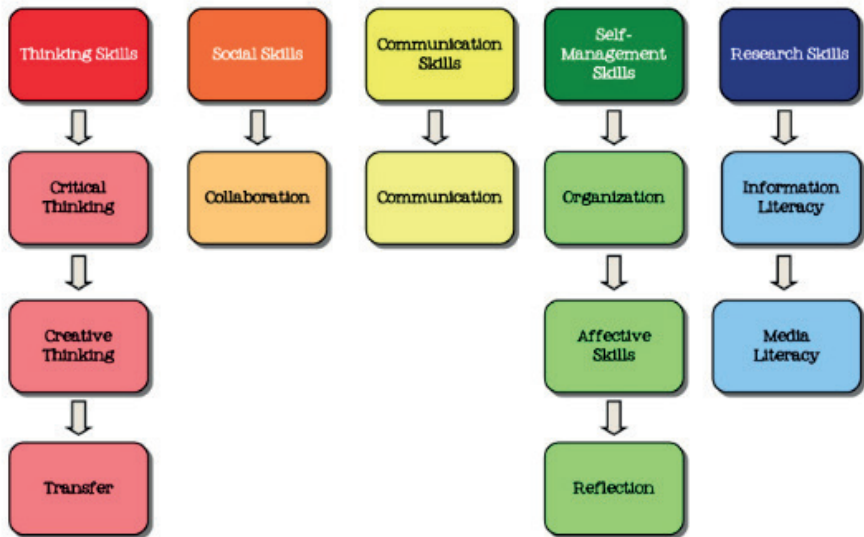 Thinking Skills
Social Skills
Communication
Skills
Self-
Management
Skills
Research Skills
Critical
Thinking
Collaboration
Communication
Organization
Information
Literacy
Creative
Thinking
Affective
Skills
Media
Literacy
Transfer
Reflection